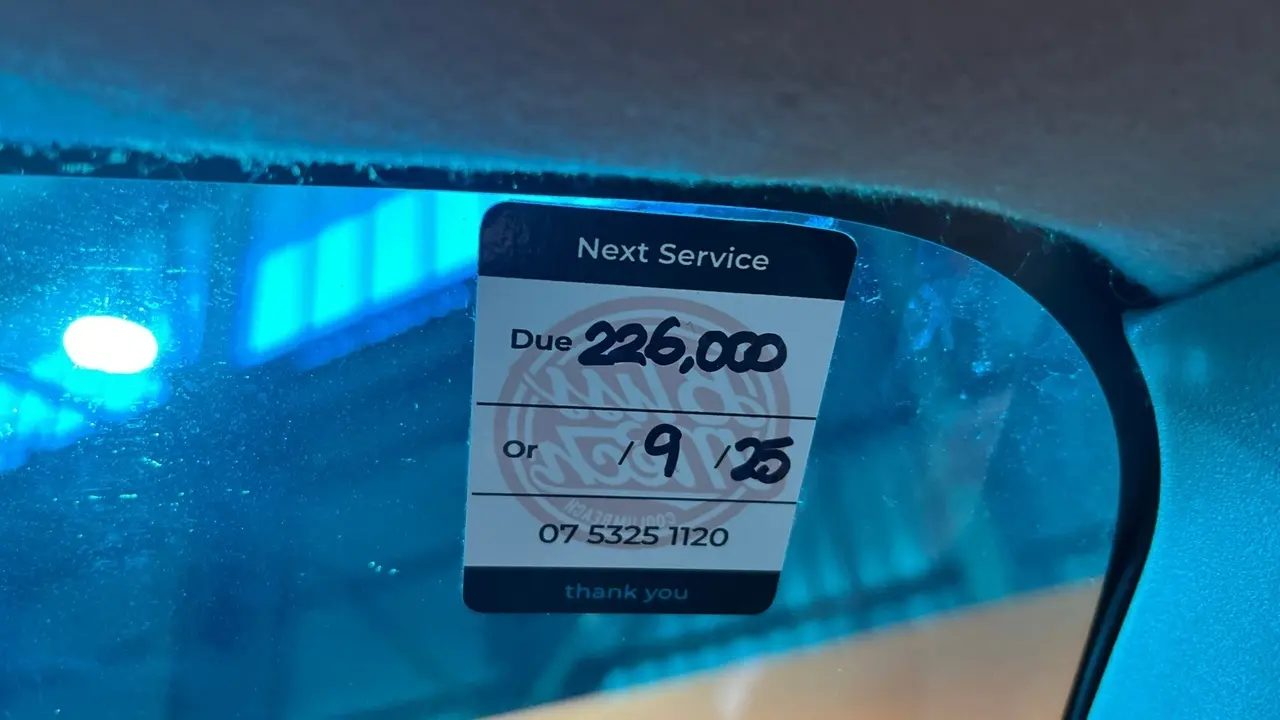 Next Service
Due 226,000
Or /9 /25
07 5325 1120
thank you